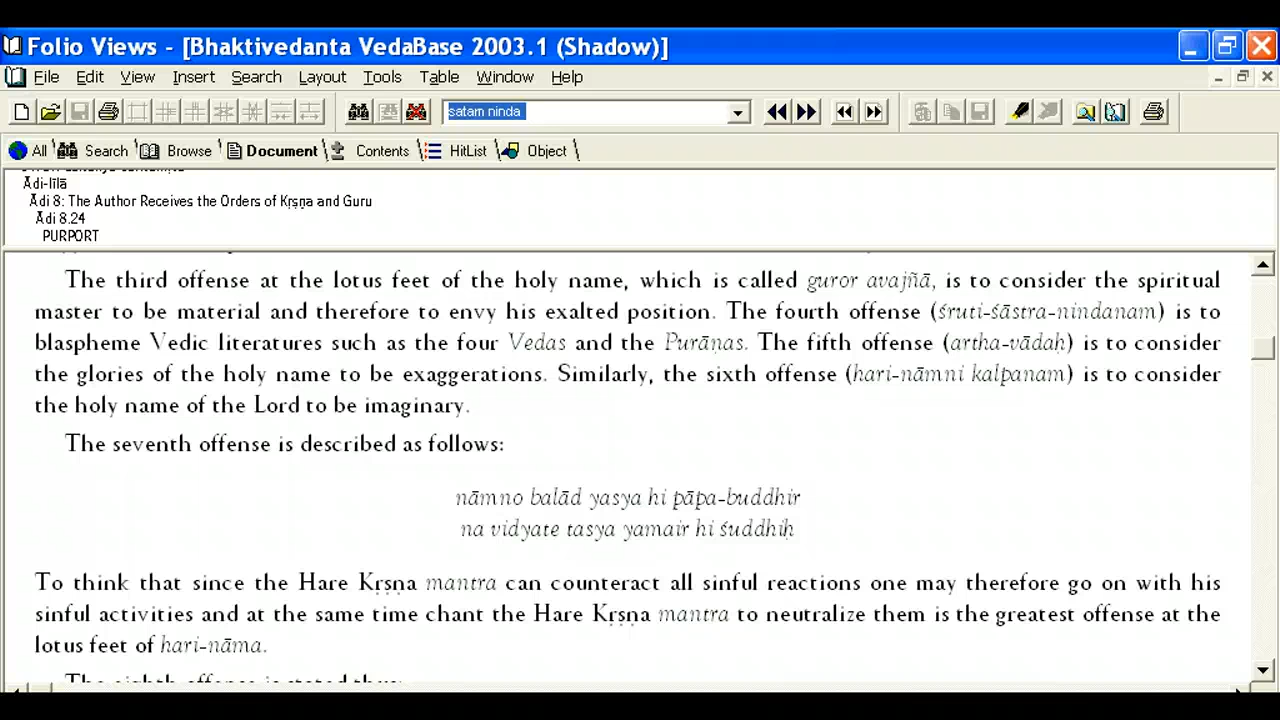 Folio Views - [Bhaktivedanta VedaBase 2003.1 (Shadow)]
File Edit View Insert Search Layout Tools Table Window Help
satam ninda
All Search Browse Document Contents HitList Object
Ādi-līlā
Ādi 8: The Author Receives the Orders of Kṛṣṇa and Guru
Ādi 8.24
PURPORT
The third offense at the lotus feet of the holy name, which is called guror avajñā, is to consider the spiritual
master to be material and therefore to envy his exalted position. The fourth offense (śruti-śāstra-nindanam) is to
blaspheme Vedic literatures such as the four Vedas and the Purāṇas. The fifth offense (artha-vādaḥ) is to consider
the glories of the holy name to be exaggerations. Similarly, the sixth offense (hari-nāmni kalpanam) is to consider
the holy name of the Lord to be imaginary.
The seventh offense is described as follows:
nāmno balād yasya hi pāpa-buddhir
na vidyate tasya yamair hi śuddhiḥ
To think that since the Hare Kṛṣṇa mantra can counteract all sinful reactions one may therefore go on with his
sinful activities and at the same time chant the Hare Kṛṣṇa mantra to neutralize them is the greatest offense at the
lotus feet of hari-nāma.
The eighth offense is stated thus: